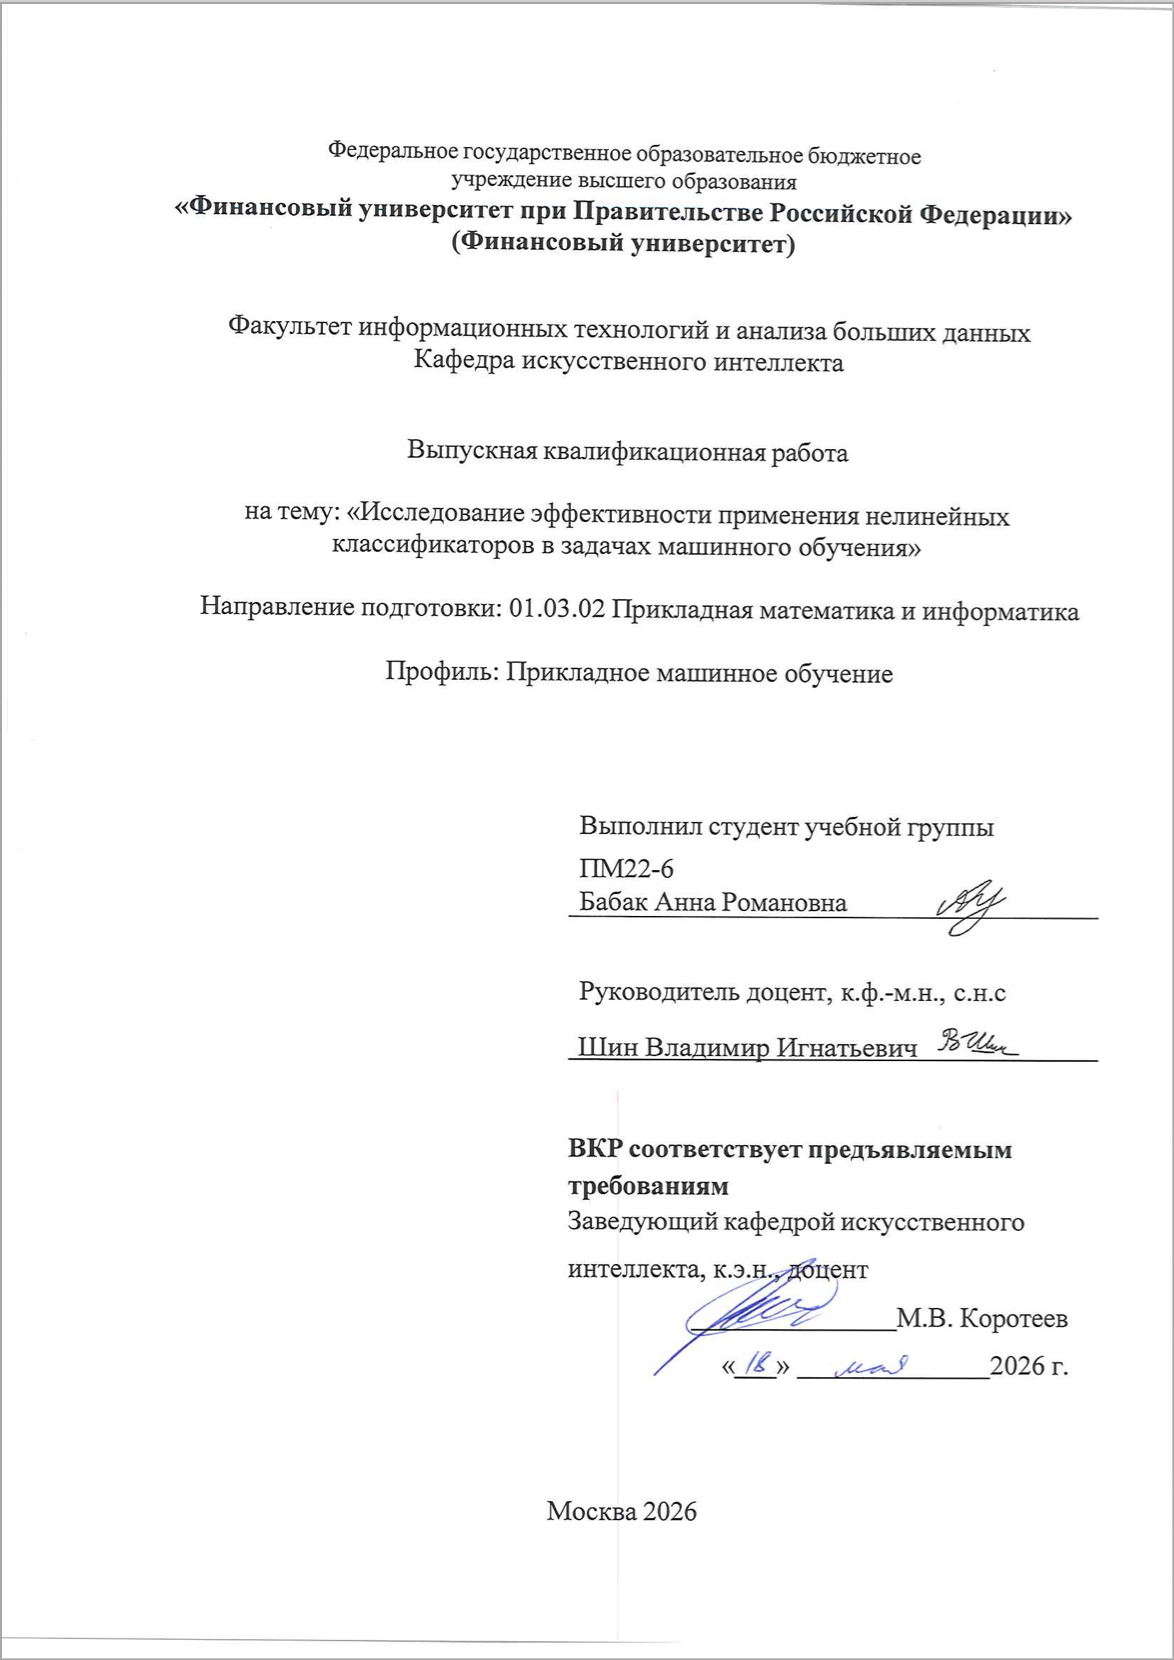 Федеральное государственное образовательное бюджетное
учреждение высшего образования
«Финансовый университет при Правительстве Российской Федерации»
(Финансовый университет)
Факультет информационных технологий и анализа больших данных
Кафедра искусственного интеллекта
Выпускная квалификационная работа
на тему: «Исследование эффективности применения нелинейных
классификаторов в задачах машинного обучения»
Направление подготовки: 01.03.02 Прикладная математика и информатика
Профиль: Прикладное машинное обучение
Выполнил студент учебной группы
ПМ22-6
Бабак Анна Романовна
Руководитель доцент, к.ф.-м.н., с.н.с
Шин Владимир Игнатьевич В Шин
ВКР соответствует предъявляемым
требованиям
Заведующий кафедрой искусственного
интеллекта, к.э.н., доцент
М.В. Коротеев
«18» мая 2026 г.
Москва 2026